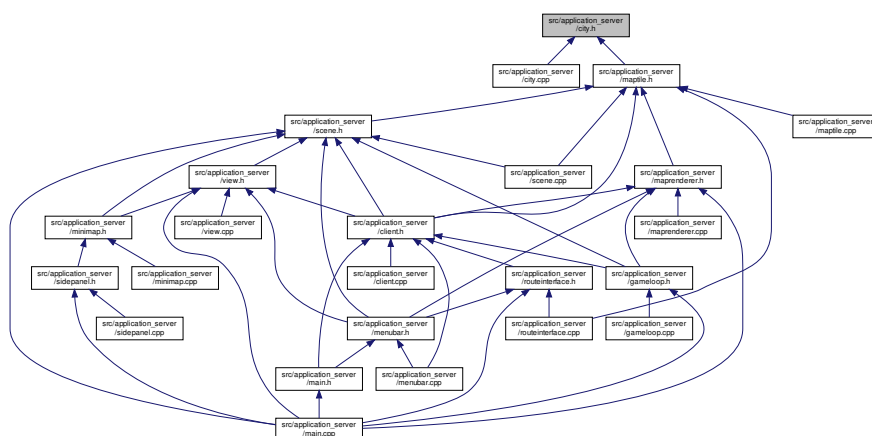 src/application_server
/city.h
src/application_server
/city.cpp
src/application_server
/maptile.h
src/application_server
/scene.h
src/application_server
/maptile.cpp
src/application_server
/view.h
src/application_server
/scene.cpp
src/application_server
/maprenderer.h
src/application_server
/minimap.h
src/application_server
/view.cpp
src/application_server
/client.h
src/application_server
/maprenderer.cpp
src/application_server
/sidepanel.h
src/application_server
/minimap.cpp
src/application_server
/client.cpp
src/application_server
/routeinterface.h
src/application_server
/gameloop.h
src/application_server
/sidepanel.cpp
src/application_server
/menubar.h
src/application_server
/routeinterface.cpp
src/application_server
/gameloop.cpp
src/application_server
/main.h
src/application_server
/menubar.cpp
src/application_server
/main.cpp